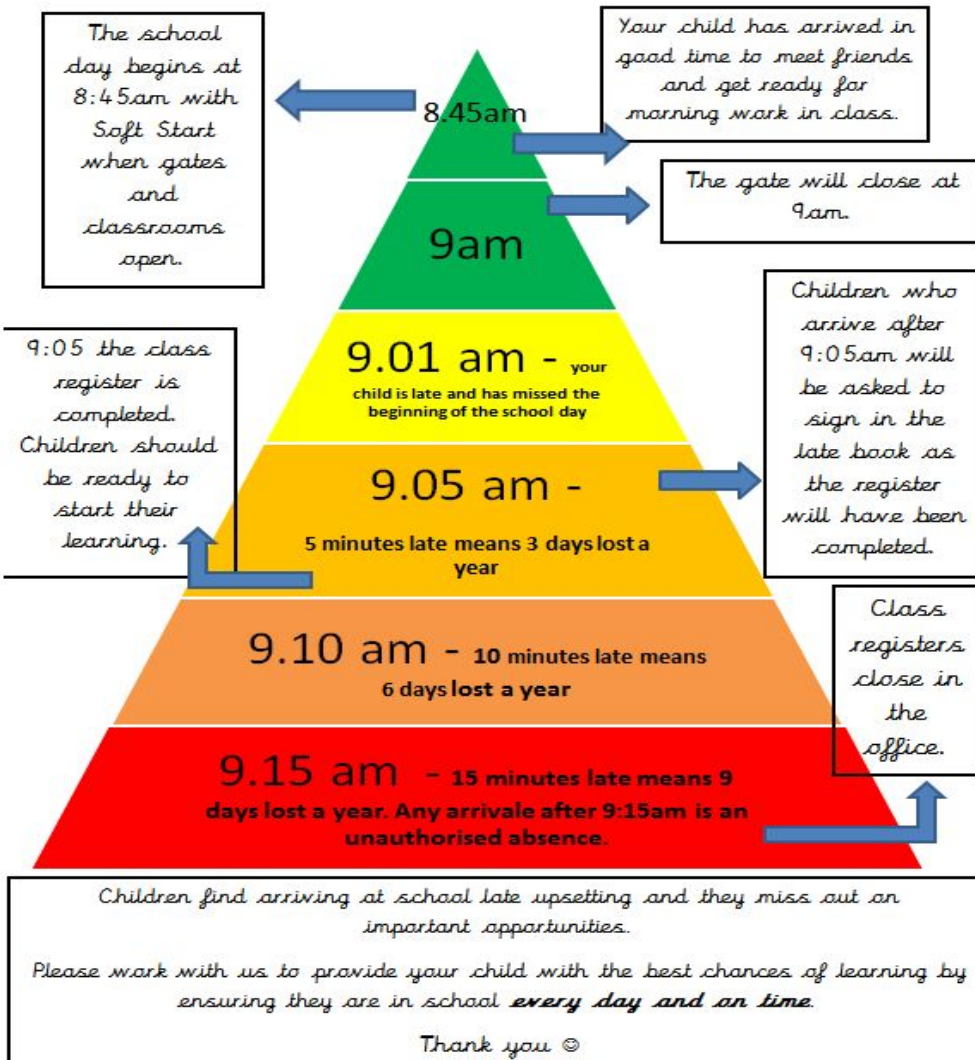 The school
day begins at
8:45am with
Soft Start
when gates
and
classrooms
open.
8.45am
Your child has arrived in
good time to meet friends
and get ready for
morning work in class.
The gate will close at
9am.
9am
9.01 am - your
child is late and has missed the
beginning of the school day
9:05 the class
register is
completed.
Children should
be ready to
start their
learning.
9.05 am -
5 minutes late means 3 days lost a
year
Children who
arrive after
9:05am will
be asked to
sign in the
late book as
the register
will have been
completed.
9.10 am - 10 minutes late means
6 days lost a year
Class
registers
close in
the
office.
9.15 am - 15 minutes late means 9
days lost a year. Any arrivale after 9:15am is an
unauthorised absence.
Children find arriving at school late upsetting and they miss out on
important opportunities.
Please work with us to provide your child with the best chances of learning by
ensuring they are in school every day and on time.
Thank you ☺